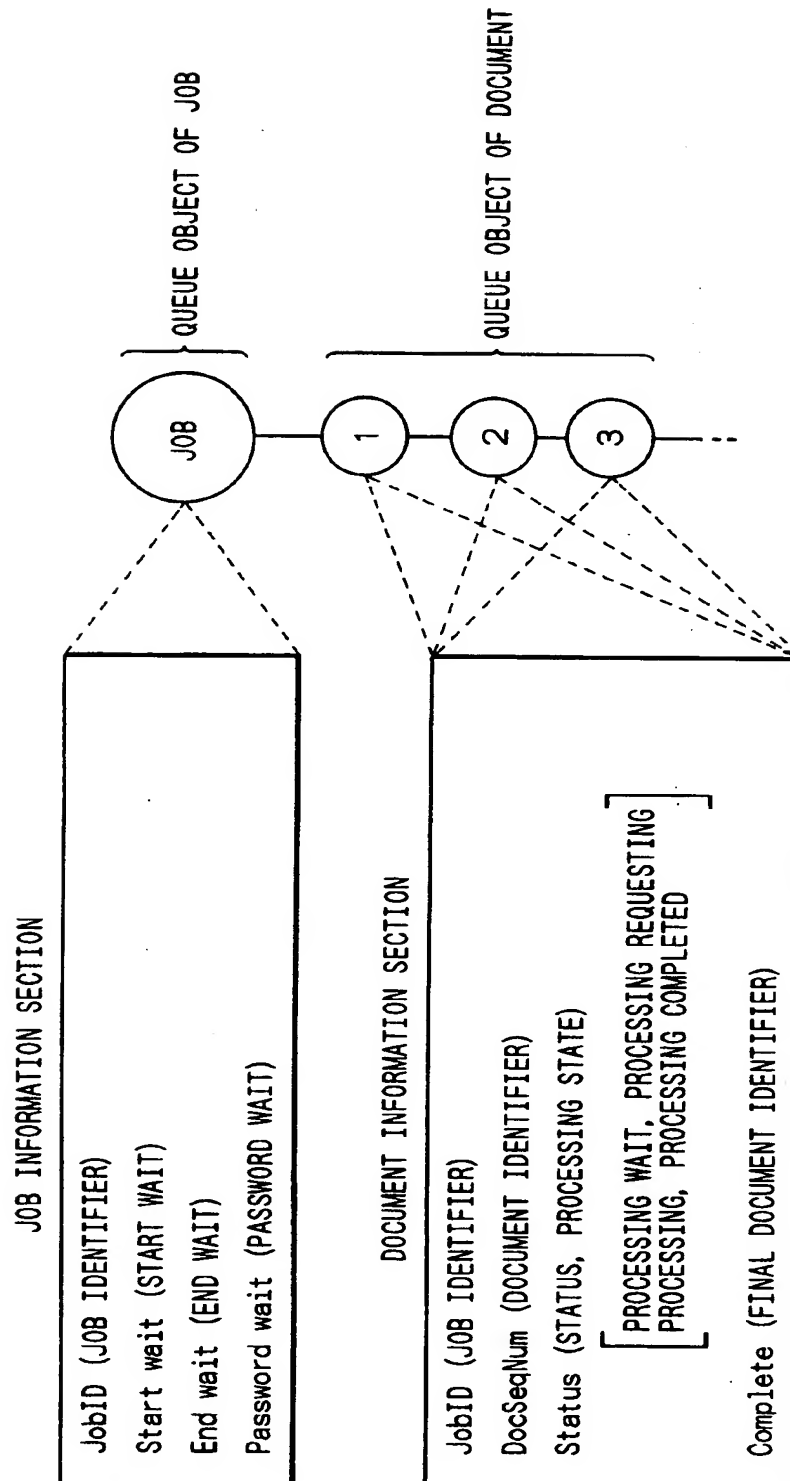 JOB INFORMATION SECTION
JobID (JOB IDENTIFIER)
Start wait (START WAIT)
End wait (END WAIT)
Password wait (PASSWORD WAIT)
JOB
QUEUE OBJECT OF JOB
DOCUMENT INFORMATION SECTION
JobID (JOB IDENTIFIER)
DocSeqNum (DOCUMENT IDENTIFIER)
Status (STATUS, PROCESSING STATE)
PROCESSING WAIT, PROCESSING REQUESTING
PROCESSING, PROCESSING COMPLETED
Complete (FINAL DOCUMENT IDENTIFIER)
1
2
3
QUEUE OBJECT OF DOCUMENT